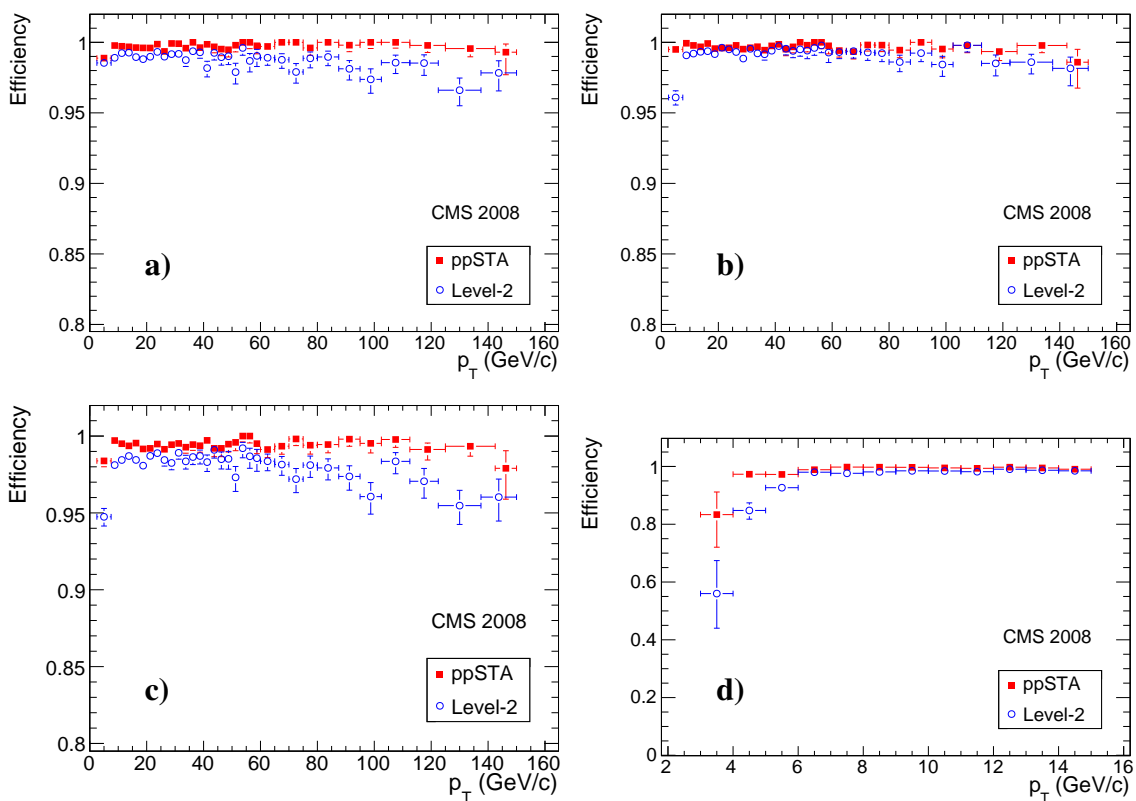 Efficiency
1
0.95
0.9
0.85
0.8
CMS 2008
a)
ppSTA
Level-2
0 20 40 60 80 100 120 140 160
p_T (GeV/c)
Efficiency
1
0.95
0.9
0.85
0.8
CMS 2008
b)
ppSTA
Level-2
0 20 40 60 80 100 120 140 16
p_T (GeV/c)
Efficiency
1
0.95
0.9
0.85
0.8
CMS 2008
c)
ppSTA
Level-2
0 20 40 60 80 100 120 140 160
p_T (GeV/c)
Efficiency
1
0.8
0.6
0.4
0.2
0
CMS 2008
d)
ppSTA
Level-2
2 4 6 8 10 12 14 16
p_T (GeV/c)